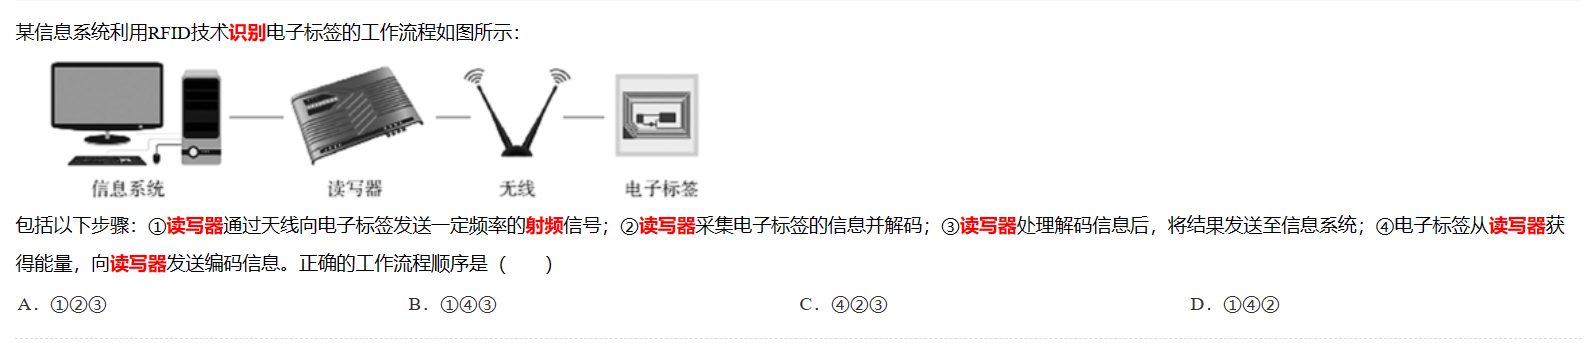 某信息系统利用RFID技术识别电子标签的工作流程如图所示：
信息系统 读写器 无线 电子标签
包括以下步骤：①读写器通过天线向电子标签发送一定频率的射频信号；②读写器采集电子标签的信息并解码；③读写器处理解码信息后，将结果发送至信息系统；④电子标签从读写器获
得能量，向读写器发送编码信息。正确的工作流程顺序是（　　）
A．①②③ B．①④③ C．④②③ D．①④②